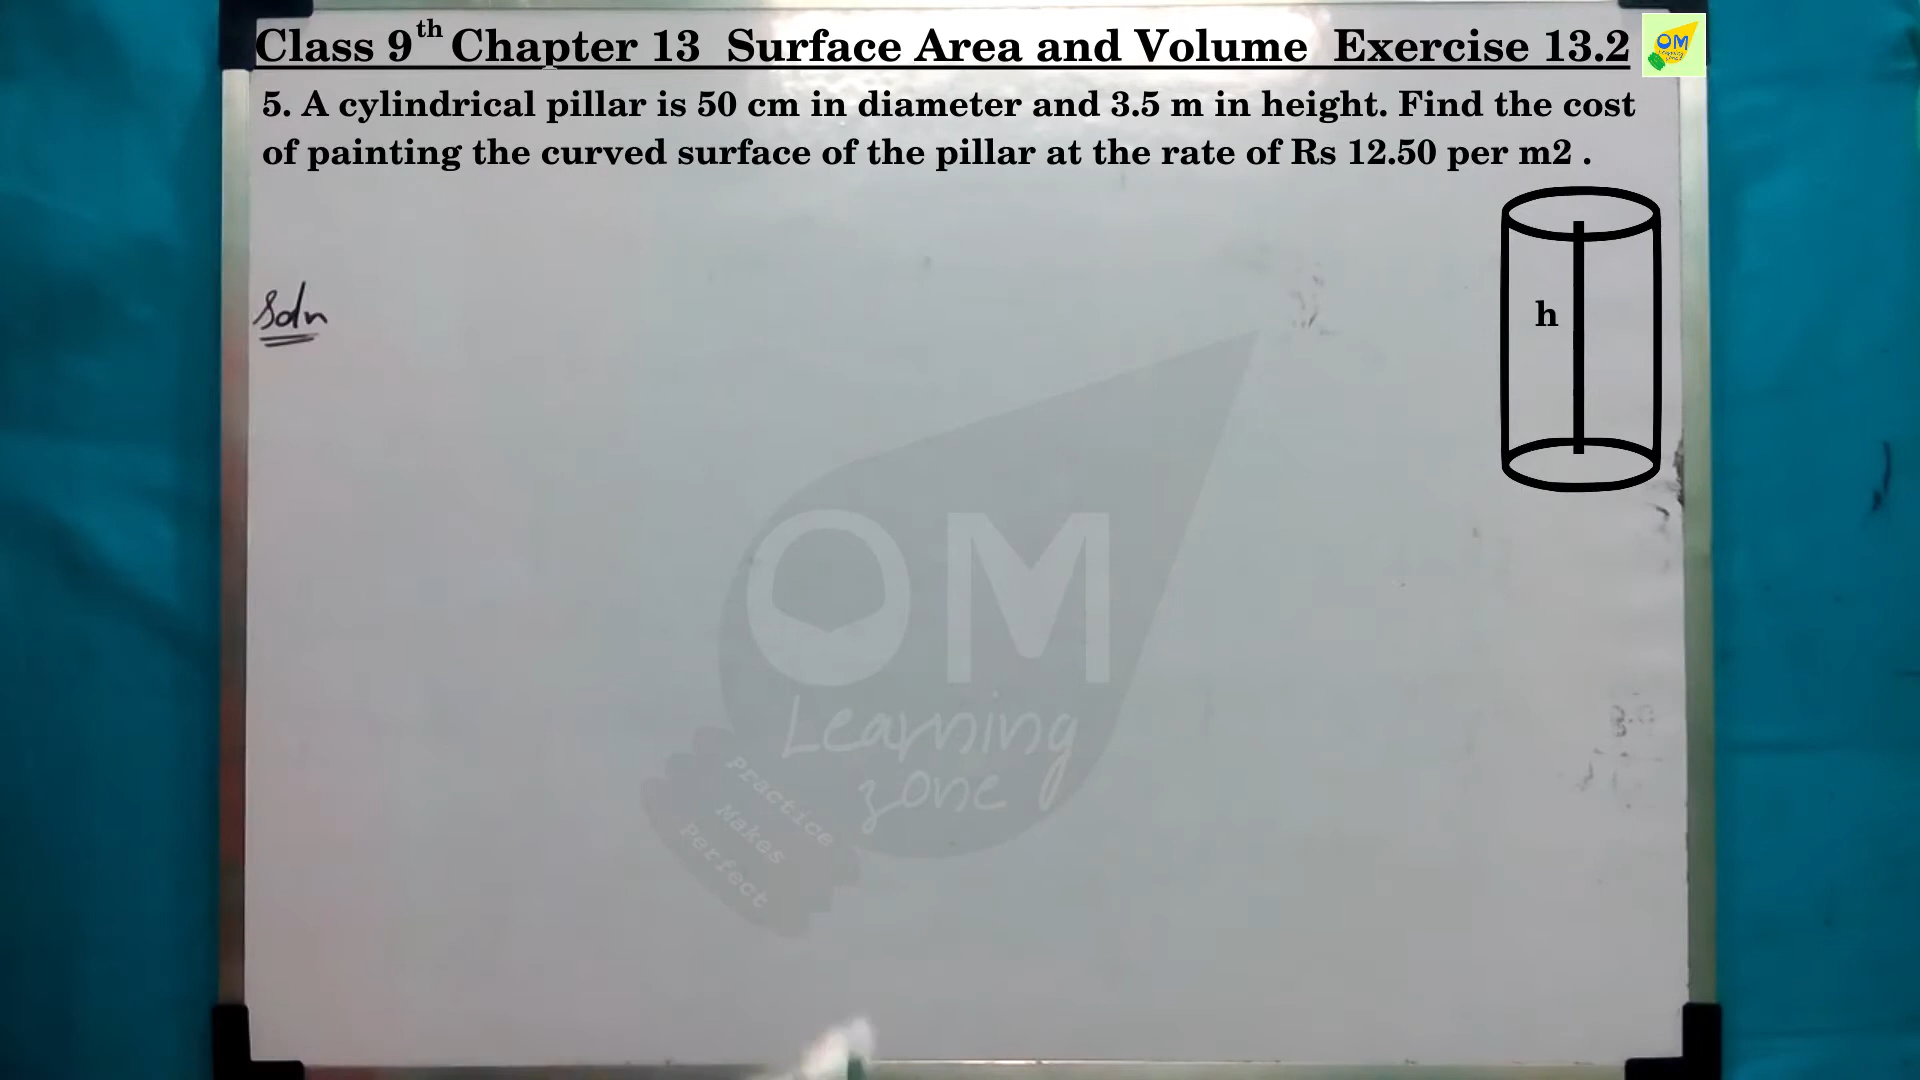 Class 9th Chapter 13 Surface Area and Volume Exercise 13.2
OM
5. A cylindrical pillar is 50 cm in diameter and 3.5 m in height. Find the cost
of painting the curved surface of the pillar at the rate of Rs 12.50 per m2 .
h
Soln
OM
Learning
zone
Practice
Makes
Perfect